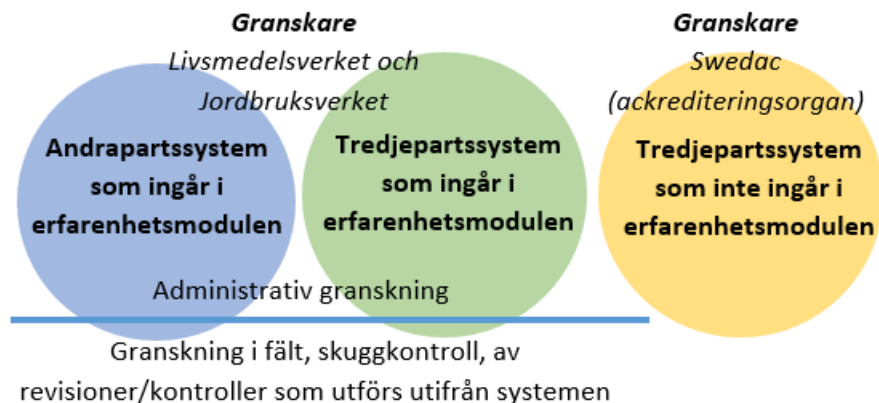 Granskare
Livsmedelsverket och
Jordbruksverket
Andrapartssystem
som ingår i
erfarenhetsmodulen
Tredjepartssystem
som ingår i
erfarenhetsmodulen
Granskare
Swedac
(ackrediteringsorgan)
Tredjepartssystem
som inte ingår i
erfarenhetsmodulen
Administrativ granskning
Granskning i fält, skuggkontroll, av
revisioner/kontroller som utförs utifrån systemen